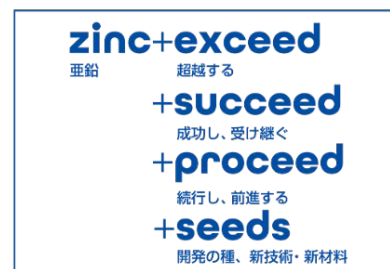 zinc+exceed
亜鉛 超越する
+succeed
成功し、受け継ぐ
+proceed
続行し、前進する
+seeds
開発の種、新技術・新材料